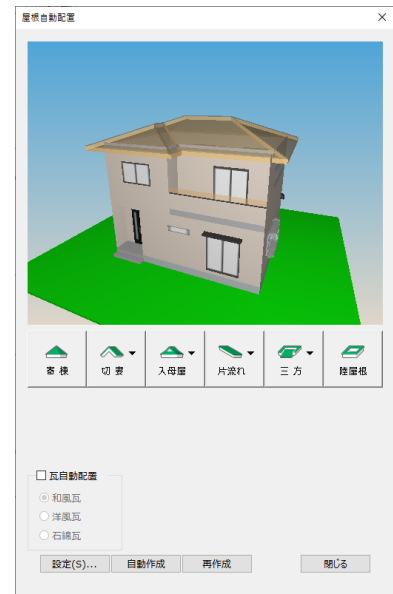 屋根自動配置
寄棟
切妻
入母屋
片流れ
三方
陸屋根
瓦自動配置
和風瓦
洋風瓦
石綿瓦
設定(S)...
自動作成
再作成
閉じる